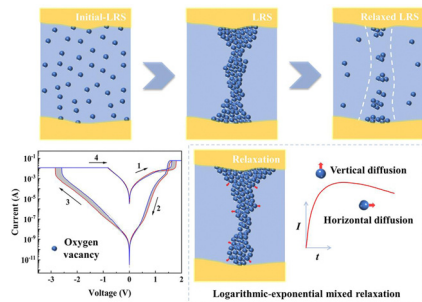 Initial-LRS
LRS
Relaxed LRS
Current (A)
10⁻¹
10⁻³
10⁻⁵
10⁻⁷
10⁻⁹
10⁻¹¹
4
1
2
3
Oxygen
vacancy
-3
-2
-1
0
1
2
Voltage (V)
Relaxation
Vertical diffusion
Horizontal diffusion
I
t
Logarithmic-exponential mixed relaxation